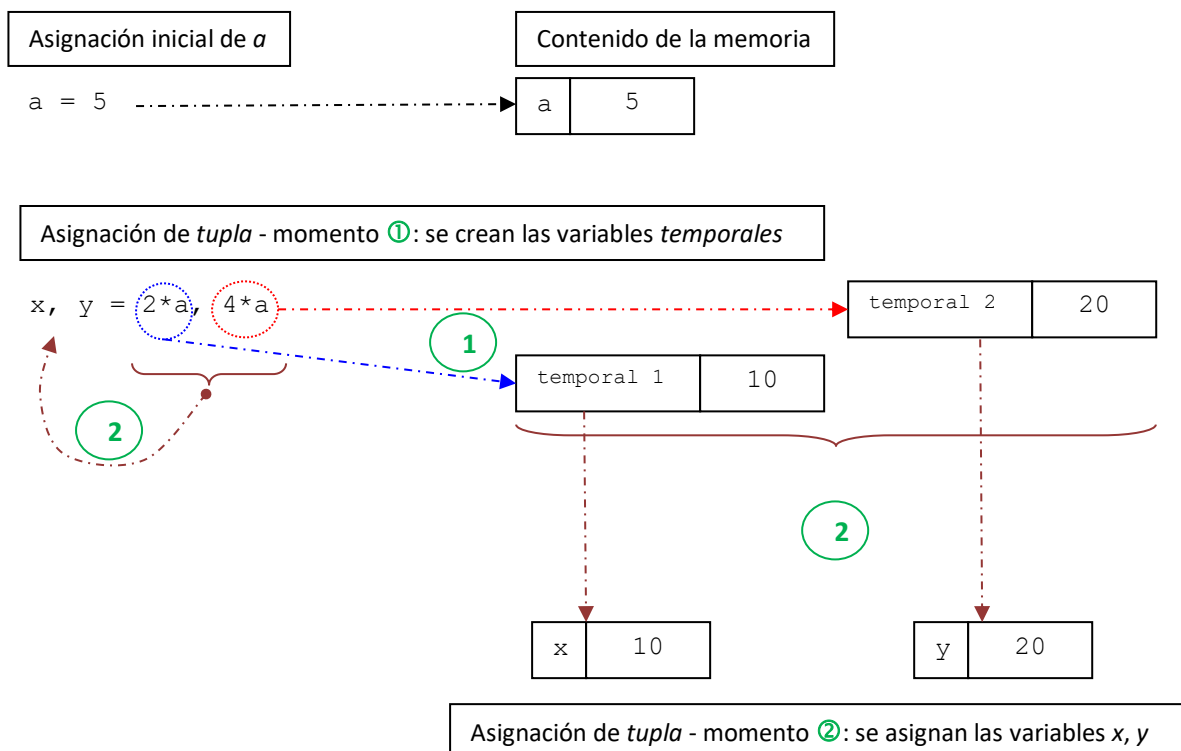 Asignación inicial de a
Contenido de la memoria
a = 5
a 5
Asignación de tupla - momento ①: se crean las variables temporales
x, y = 2*a, 4*a
temporal 2 20
1
temporal 1 10
2
2
x 10
y 20
Asignación de tupla - momento ②: se asignan las variables x, y